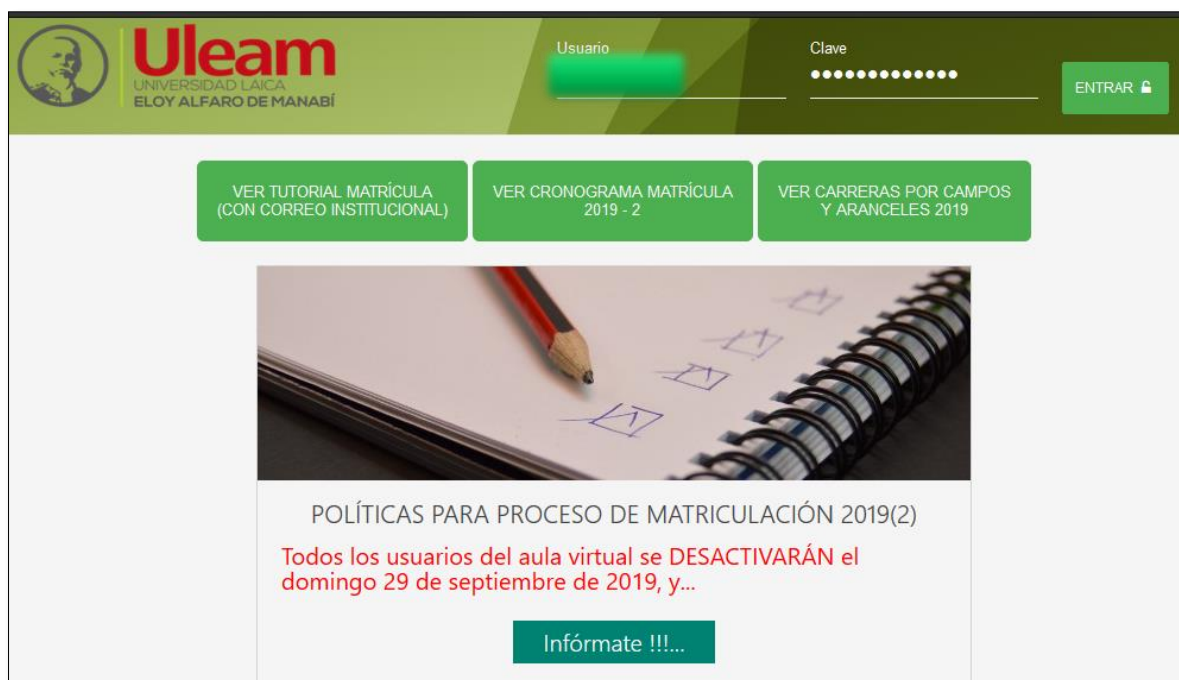 Uleam
UNIVERSIDAD LAICA
ELOY ALFARO DE MANABÍ
Usuario
Clave
•••••••••••••
ENTRAR
VER TUTORIAL MATRÍCULA
(CON CORREO INSTITUCIONAL)
VER CRONOGRAMA MATRÍCULA
2019 - 2
VER CARRERAS POR CAMPOS
Y ARANCELES 2019
POLÍTICAS PARA PROCESO DE MATRICULACIÓN 2019(2)
Todos los usuarios del aula virtual se DESACTIVARÁN el
domingo 29 de septiembre de 2019, y...
Infórmate !!!...